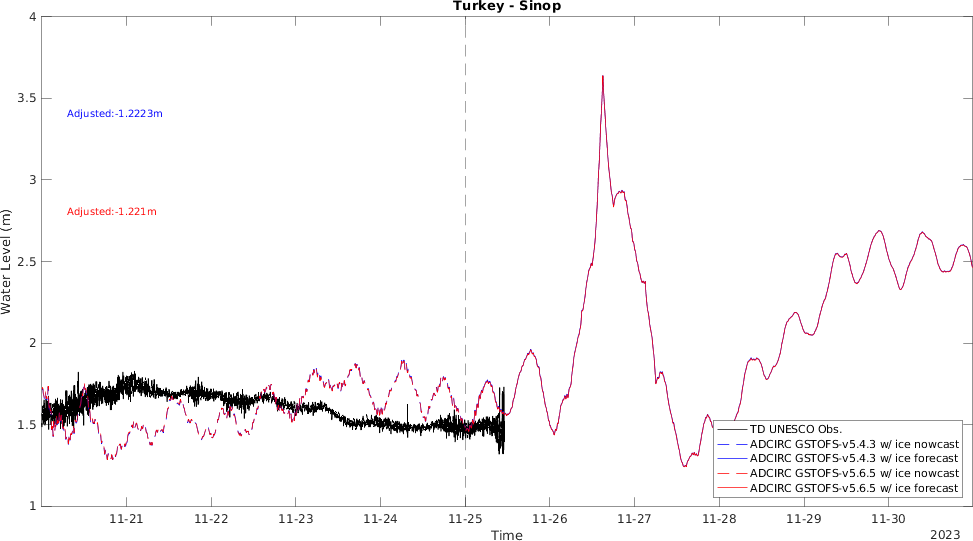 Turkey - Sinop
4
3.5
3
2.5
2
1.5
1
Water Level (m)
Adjusted:-1.2223m
Adjusted:-1.221m
TD UNESCO Obs.
ADCIRC GSTOFS-v5.4.3 w/ ice nowcast
ADCIRC GSTOFS-v5.4.3 w/ ice forecast
ADCIRC GSTOFS-v5.6.5 w/ ice nowcast
ADCIRC GSTOFS-v5.6.5 w/ ice forecast
11-21 11-22 11-23 11-24 11-25 11-26 11-27 11-28 11-29 11-30
Time
2023